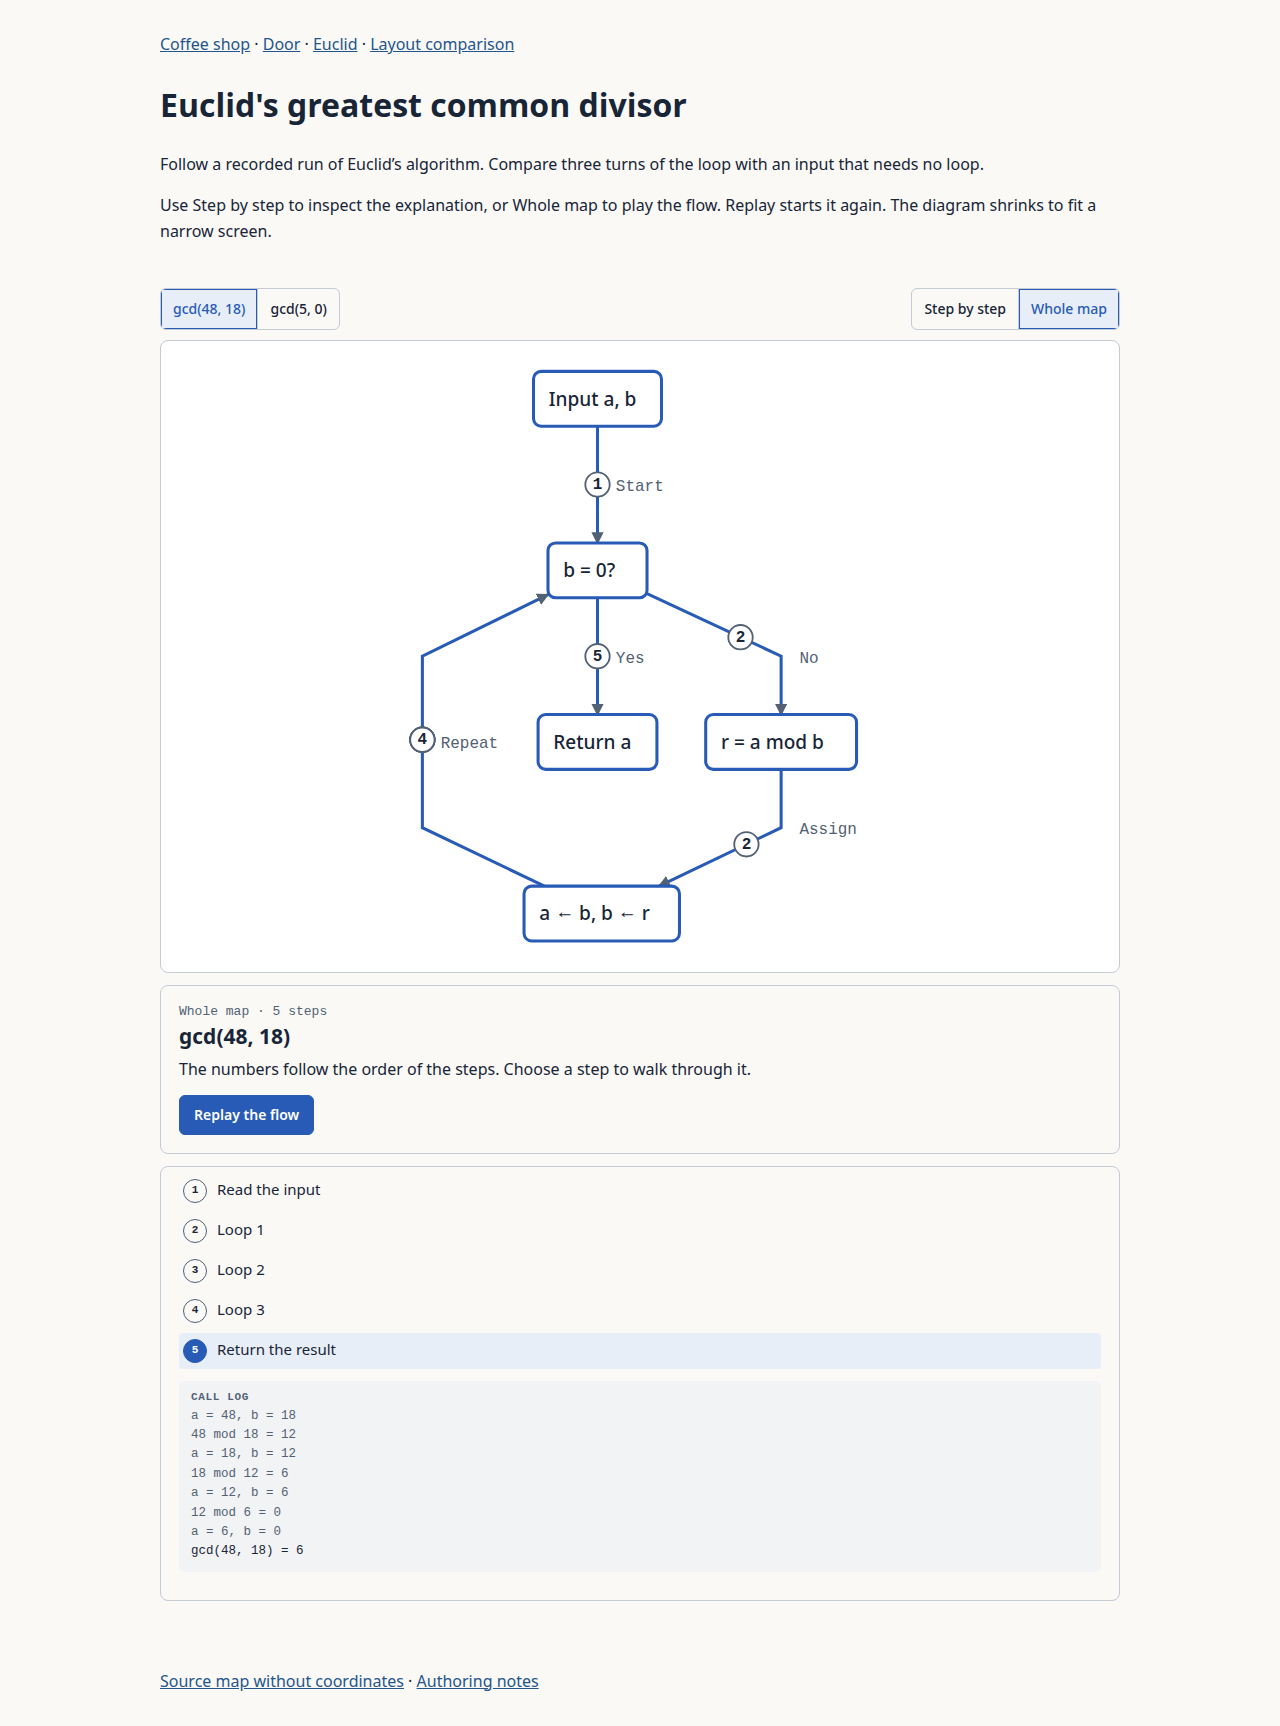 Coffee shop · Door · Euclid · Layout comparison
Euclid's greatest common divisor
Follow a recorded run of Euclid’s algorithm. Compare three turns of the loop with an input that needs no loop.
Use Step by step to inspect the explanation, or Whole map to play the flow. Replay starts it again. The diagram shrinks to fit a
narrow screen.
gcd(48, 18) gcd(5, 0) Step by step Whole map
Input a, b
1 Start
b = 0?
2
5 Yes No
4 Repeat Return a r = a mod b
Assign
2
a ← b, b ← r
Whole map · 5 steps
gcd(48, 18)
The numbers follow the order of the steps. Choose a step to walk through it.
Replay the flow
1 Read the input
2 Loop 1
3 Loop 2
4 Loop 3
5 Return the result
CALL LOG
a = 48, b = 18
48 mod 18 = 12
a = 18, b = 12
18 mod 12 = 6
a = 12, b = 6
12 mod 6 = 0
a = 6, b = 0
gcd(48, 18) = 6
Source map without coordinates · Authoring notes